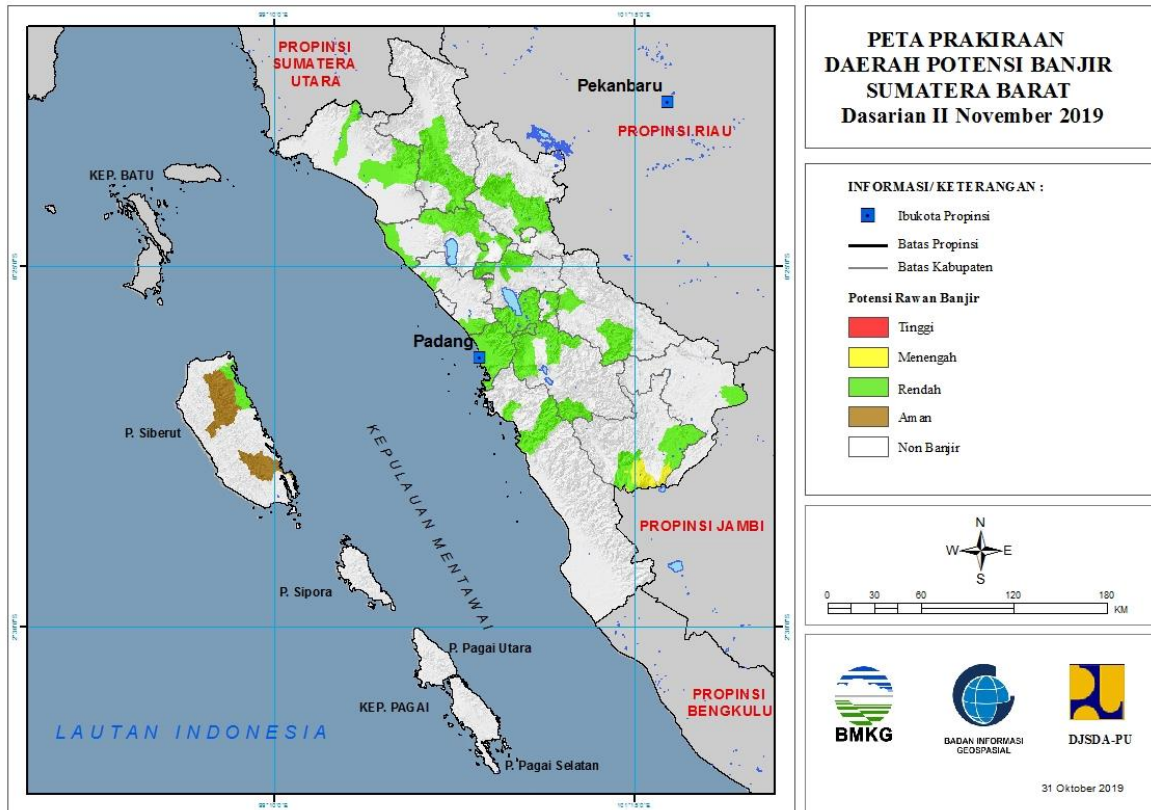 PETA PRAKIRAAN
DAERAH POTENSI BANJIR
SUMATERA BARAT
Dasarian II November 2019
PROPINSI
SUMATERA
UTARA
Pekanbaru
PROPINSI RIAU
KEP. BATU
Padang
P. Siberut
KEPULAUAN MENTAWAI
PROPINSI JAMBI
P. Sipora
P. Pagai Utara
KEP. PAGAI
PROPINSI
BENGKULU
LAUTAN INDONESIA
P. Pagai Selatan
INFORMASI/ KETERANGAN :
Ibukota Propinsi
Batas Propinsi
Batas Kabupaten
Potensi Rawan Banjir
Tinggi
Menengah
Rendah
Aman
Non Banjir
N
W E
S
0 30 60 120 180
KM
BMKG
BADAN INFORMASI
GEOSPASIAL
DJSDA-PU
31 Oktober 2019